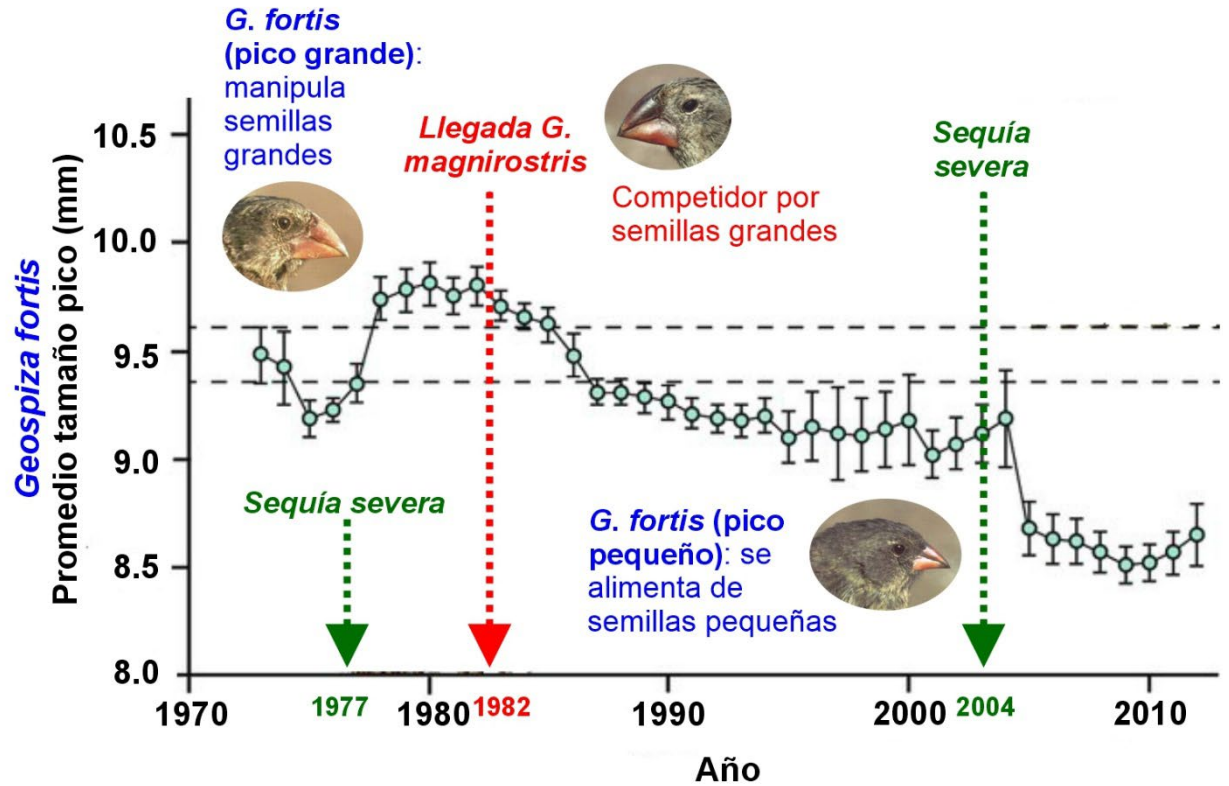 G. fortis
(pico grande):
manipula
semillas
grandes
Llegada G.
magnirostris
Competidor por
semillas grandes
Sequía
severa
Geospiza fortis
Promedio tamaño pico (mm)
10.5
10.0
9.5
9.0
8.5
8.0
Sequía severa
G. fortis (pico
pequeño): se
alimenta de
semillas pequeñas
1970
1977
1980
1982
1990
2000
2004
2010
Año